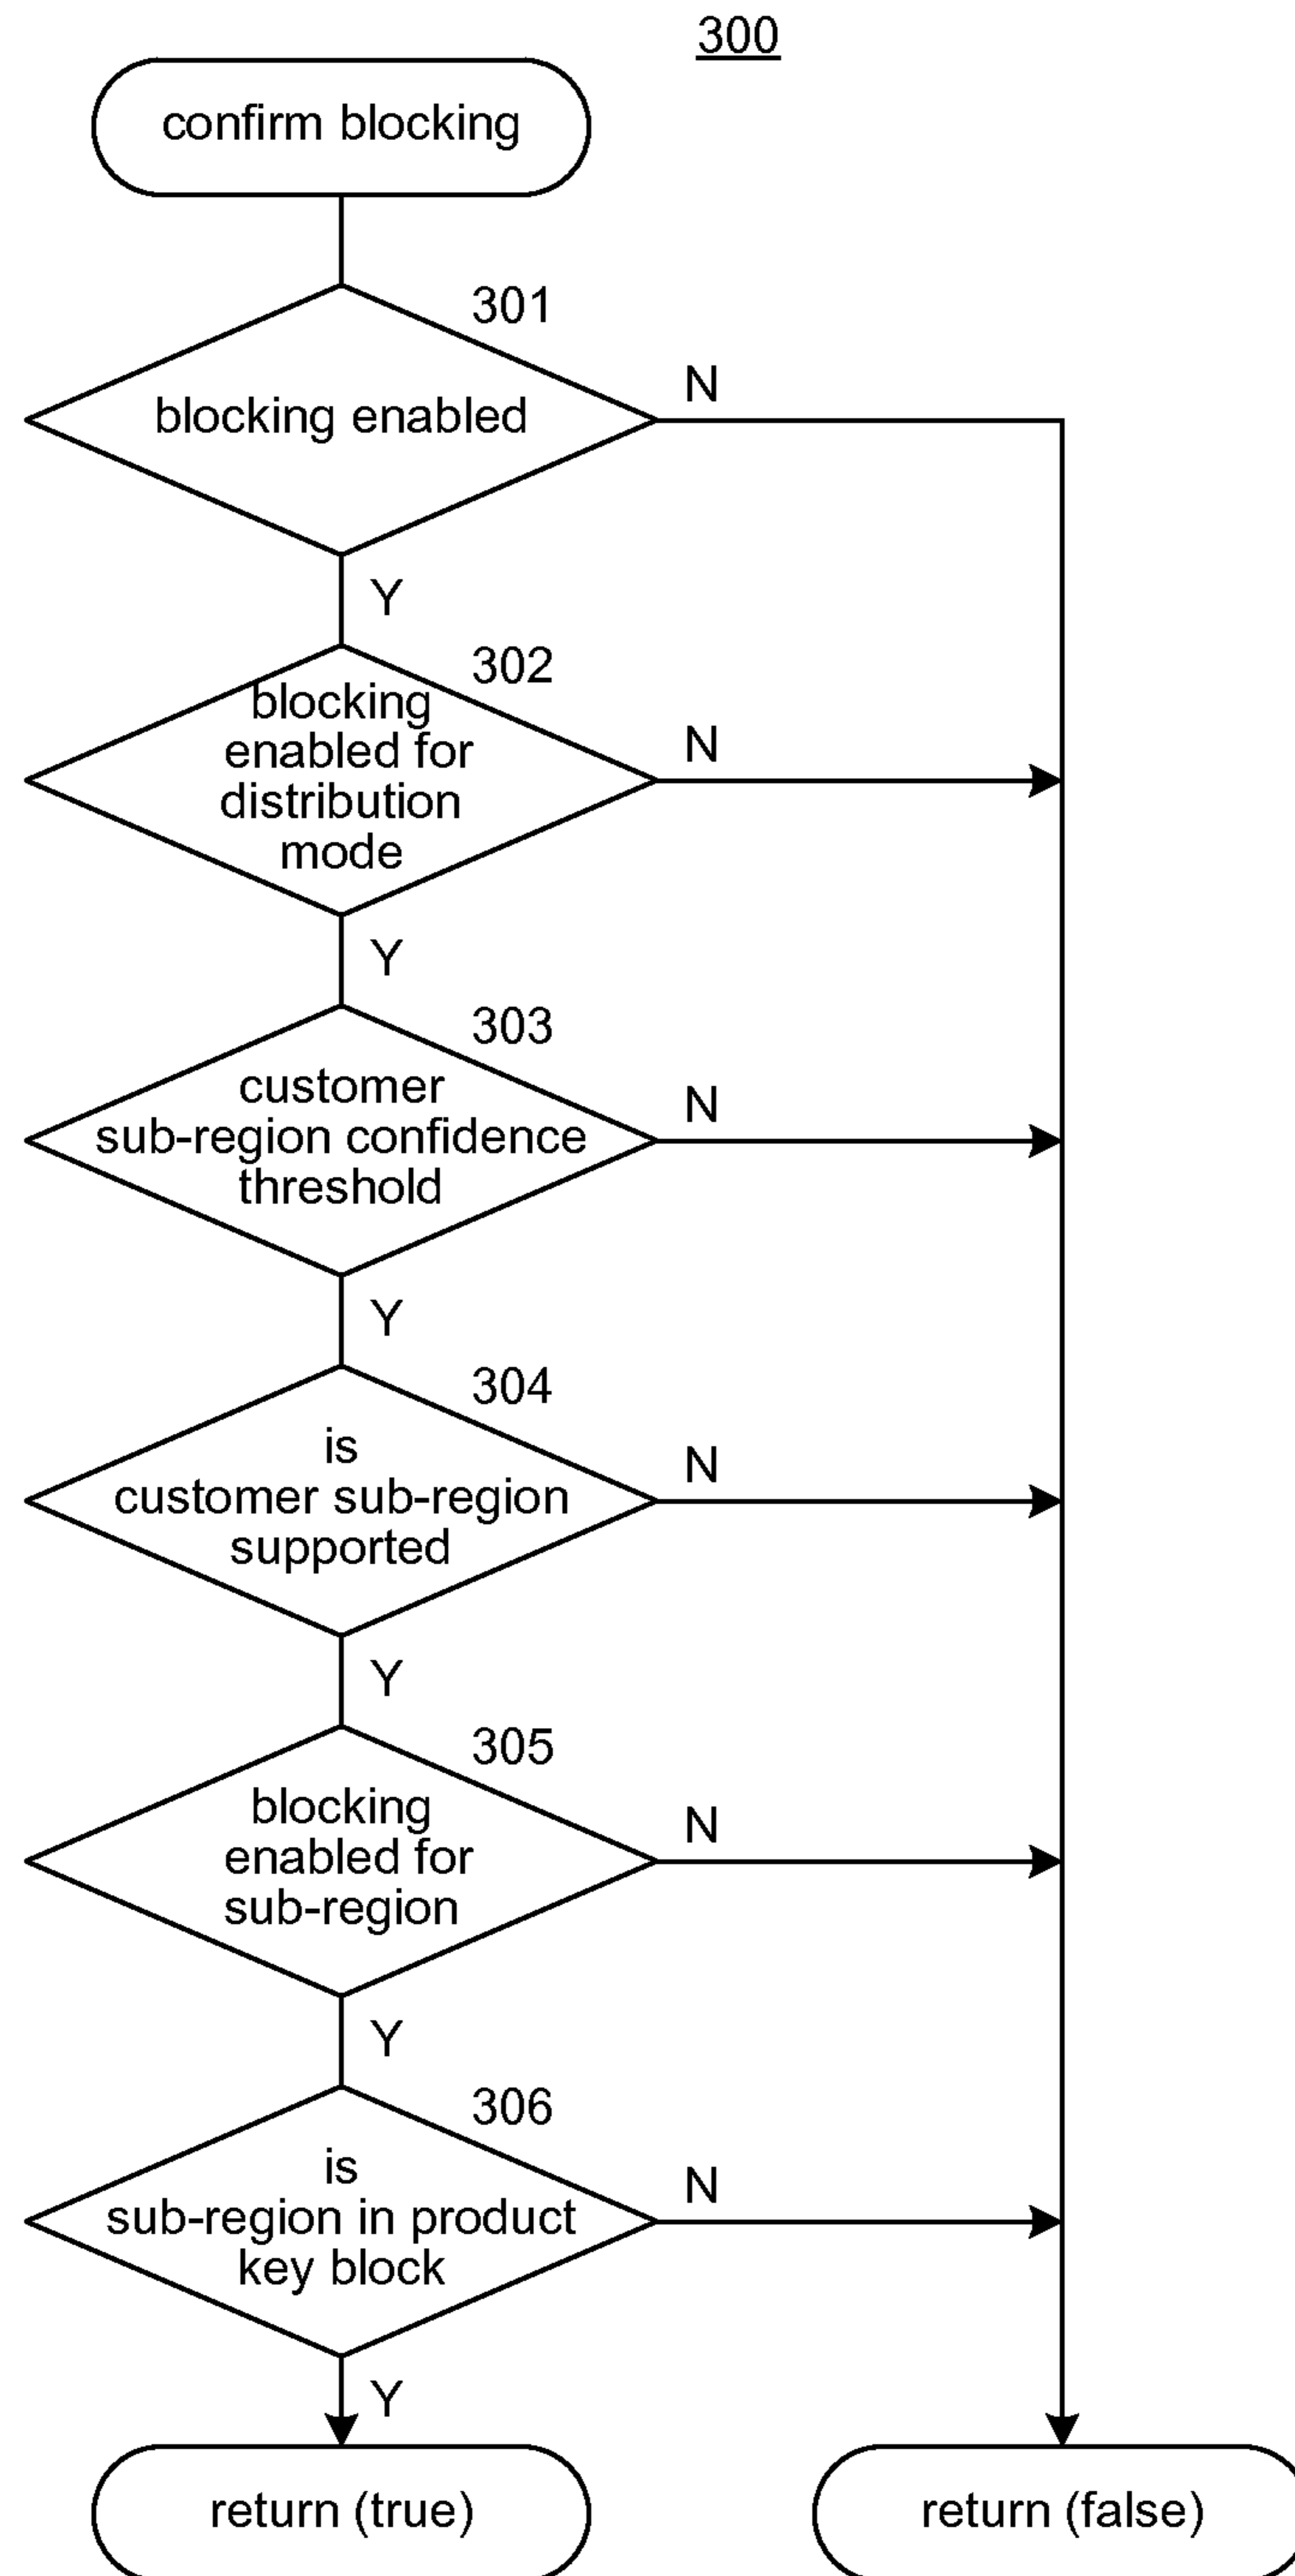 300
confirm blocking
301
blocking enabled
N
Y
302
blocking
enabled for
distribution
mode
N
Y
303
customer
sub-region confidence
threshold
N
Y
304
is
customer sub-region
supported
N
Y
305
blocking
enabled for
sub-region
N
Y
306
is
sub-region in product
key block
N
Y
return (true)
return (false)